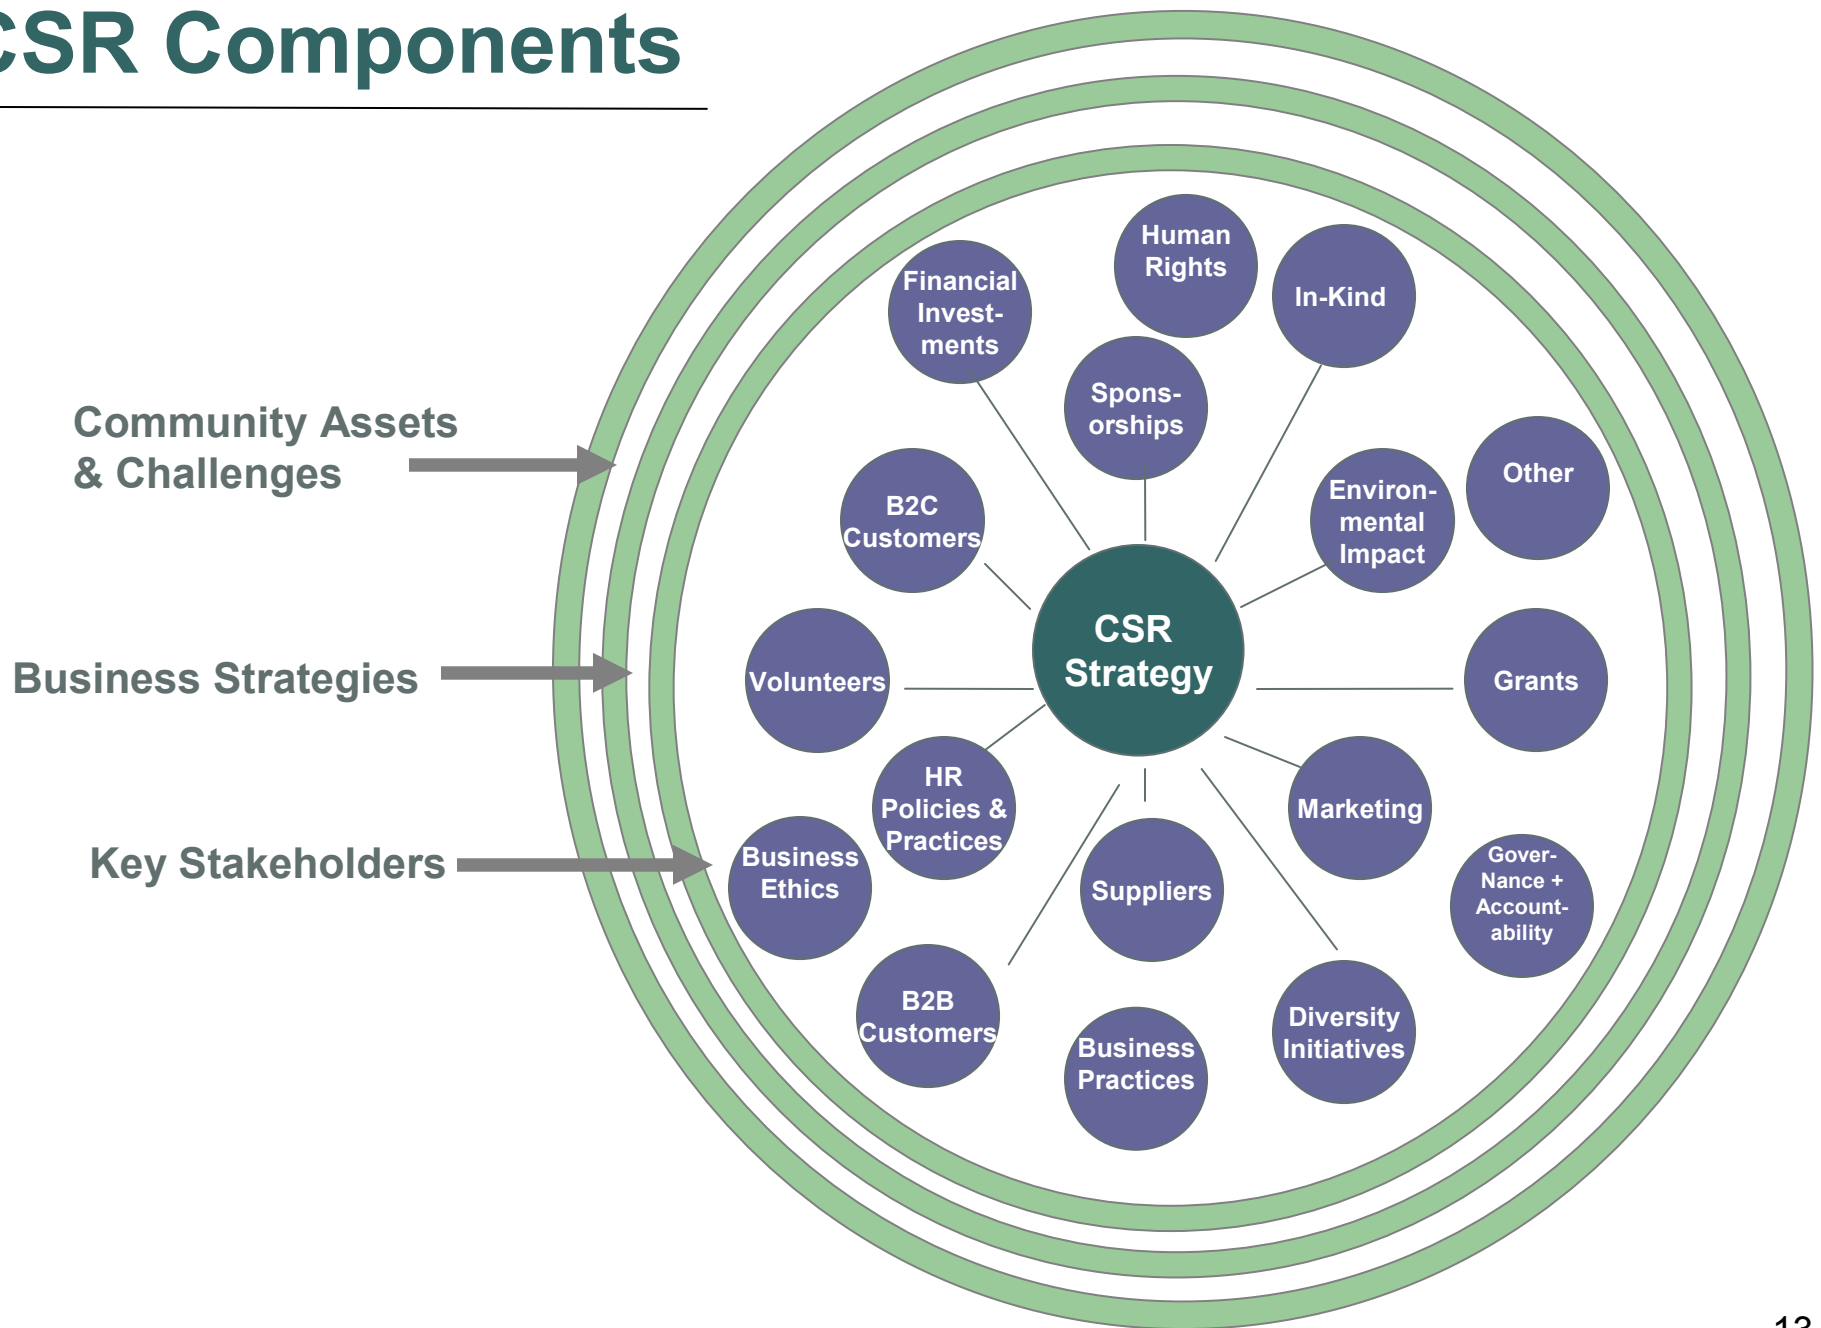 CSR Components
Human
Rights
Financial
Invest-
ments
In-Kind
Spons-
orships
Community Assets
& Challenges
Other
Environ-
mental
Impact
B2C
Customers
CSR
Strategy
Business Strategies
Volunteers
Grants
HR
Policies &
Practices
Marketing
Key Stakeholders
Business
Ethics
Suppliers
Gover-
Nance +
Account-
ability
B2B
Customers
Diversity
Initiatives
Business
Practices
13